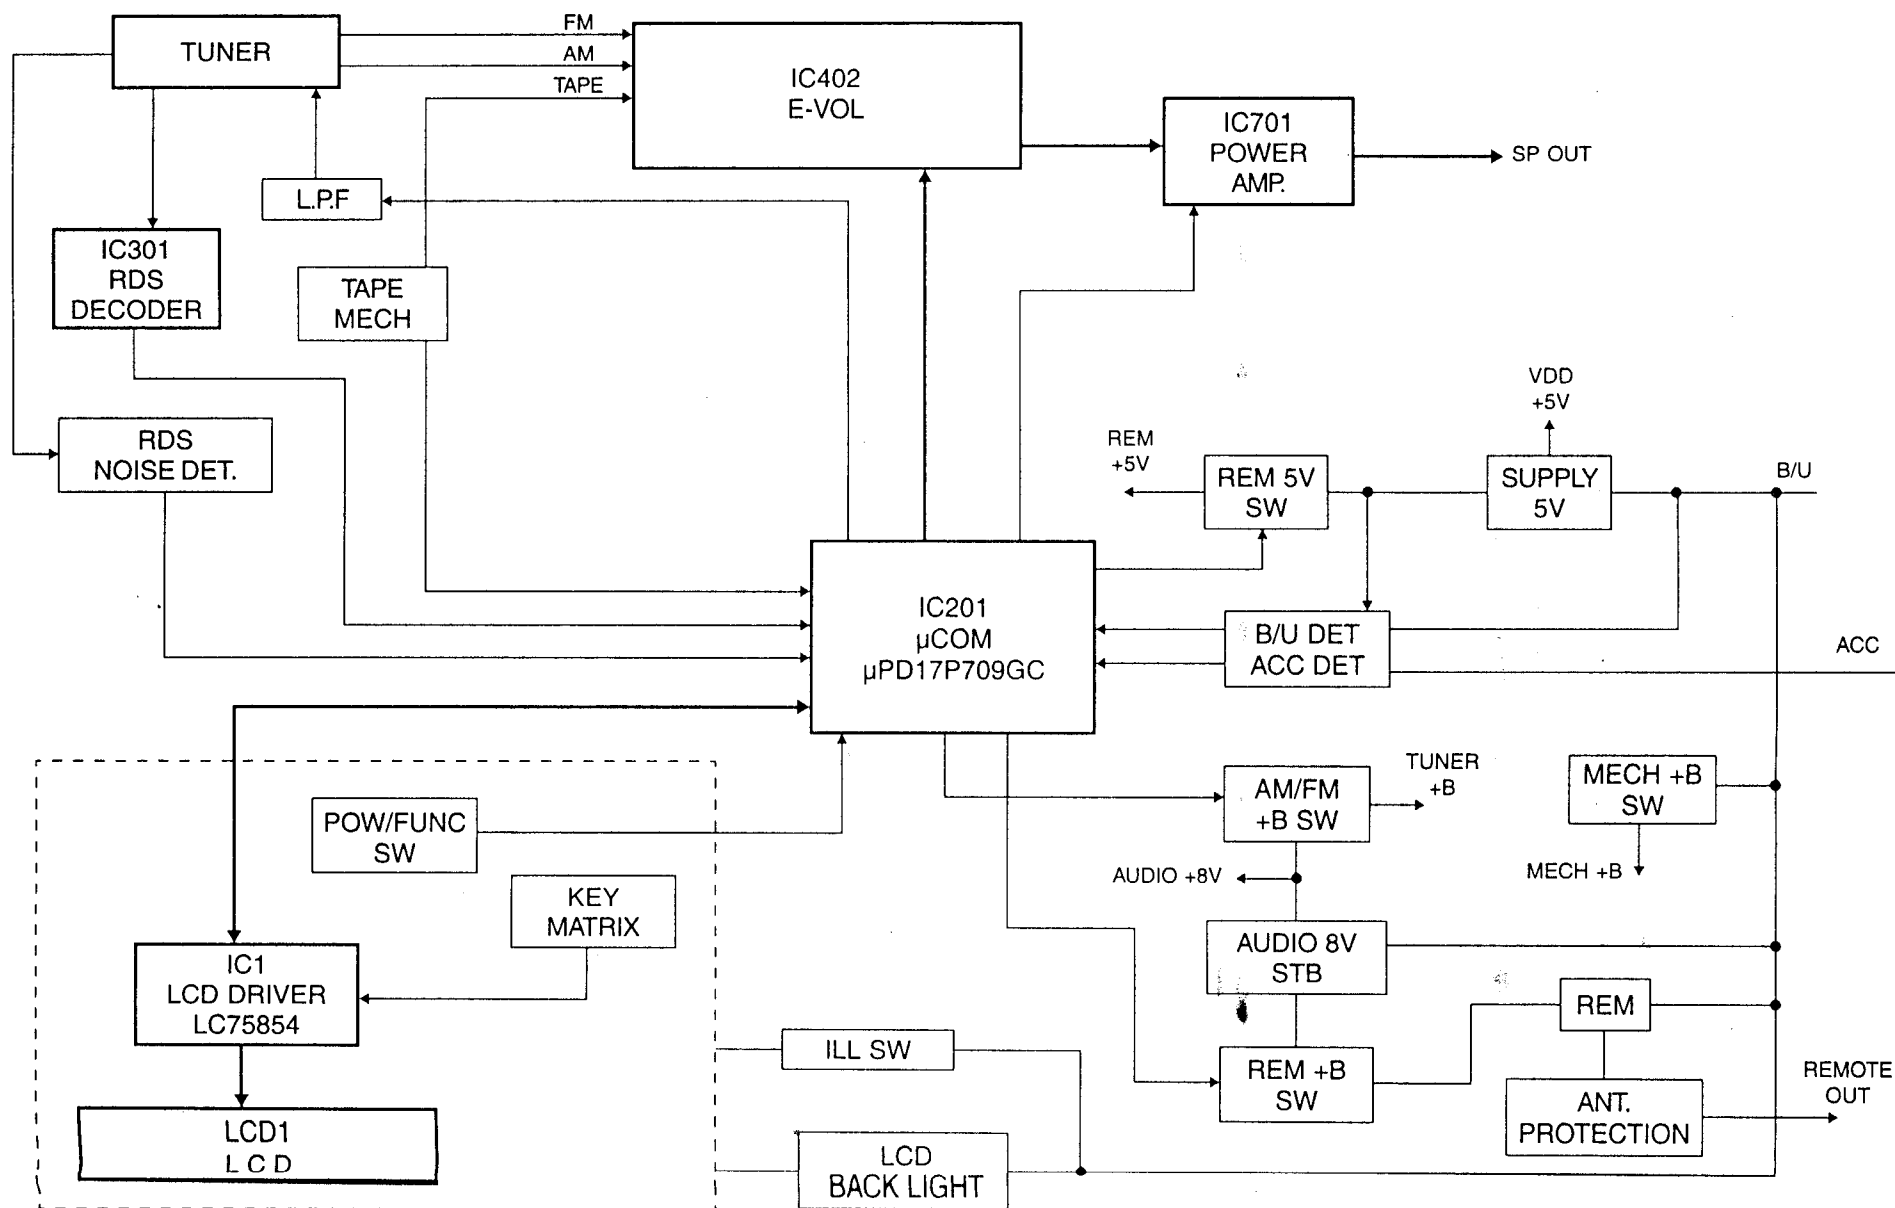 FM
TUNER
AM
TAPE
IC402
E-VOL
IC701
POWER
AMP.
SP OUT
L.P.F
IC301
RDS
DECODER
TAPE
MECH
RDS
NOISE DET.
VDD
+5V
REM
+5V
REM 5V
SW
SUPPLY
5V
B/U
IC201
µCOM
µPD17P709GC
B/U DET
ACC DET
ACC
POW/FUNC
SW
KEY
MATRIX
AM/FM
+B SW
TUNER
+B
MECH +B
SW
AUDIO +8V
MECH +B
AUDIO 8V
STB
IC1
LCD DRIVER
LC75854
REM
ILL SW
REM +B
SW
ANT.
PROTECTION
REMOTE
OUT
LCD1
L C D
LCD
BACK LIGHT